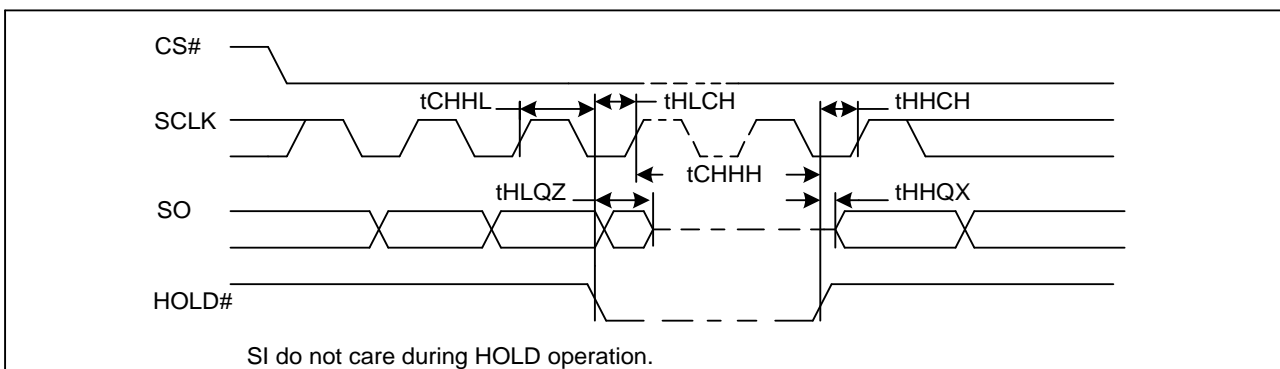 CS#
tCHHL
tHLCH
tHHCH
SCLK
tCHHH
tHLQZ
tHHQX
SO
HOLD#
SI do not care during HOLD operation.